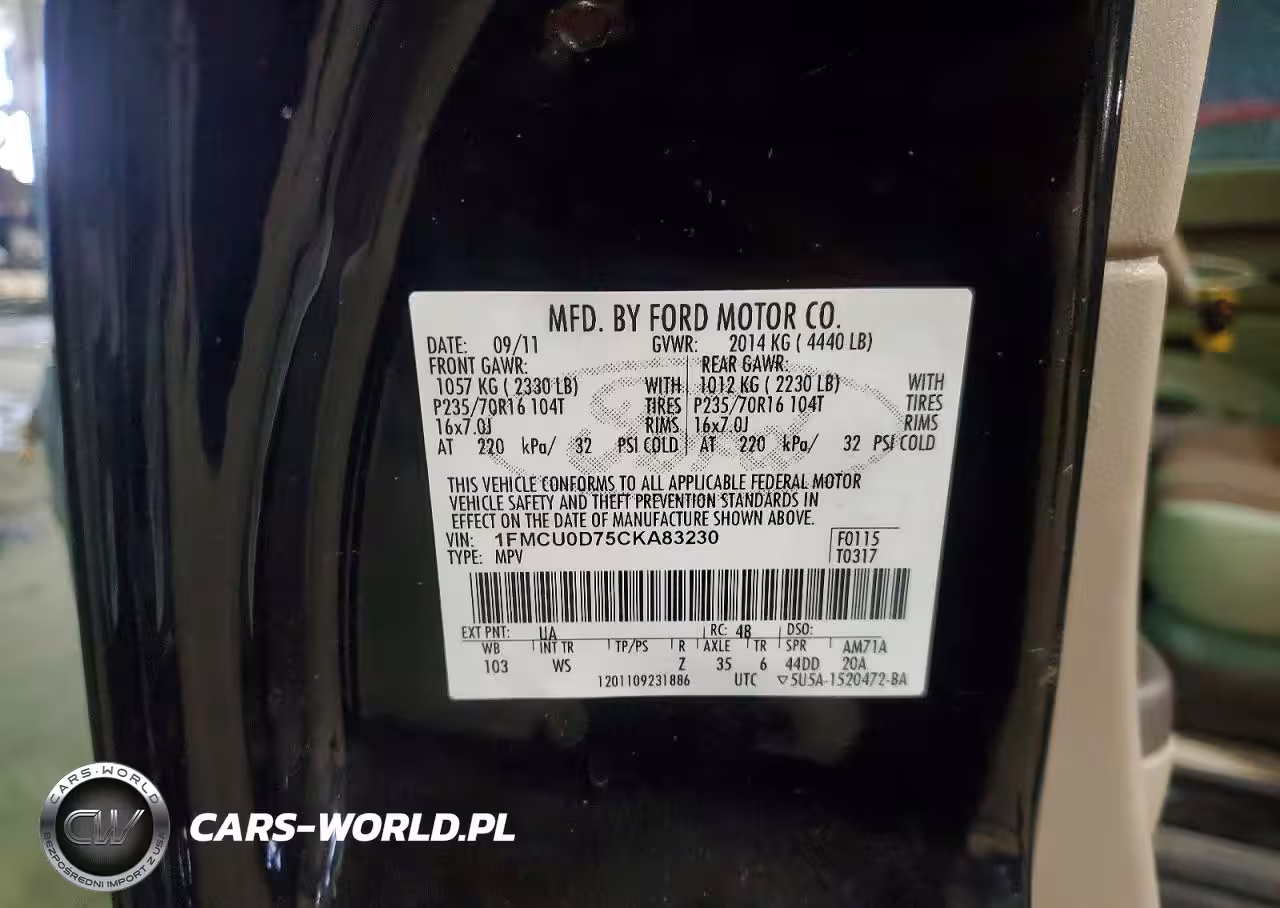 MFD. BY FORD MOTOR CO.
DATE: 09/11 GVWR: 2014 KG ( 4440 LB)
FRONT GAWR: REAR GAWR:
1057 KG ( 2330 LB) WITH 1012 KG ( 2230 LB) WITH
P235/70R16 104T TIRES P235/70R16 104T TIRES
16x7.0J RIMS 16x7.0J RIMS
AT 220 kPa/ 32 PSI COLD AT 220 kPa/ 32 PSI COLD
THIS VEHICLE CONFORMS TO ALL APPLICABLE FEDERAL MOTOR
VEHICLE SAFETY AND THEFT PREVENTION STANDARDS IN
EFFECT ON THE DATE OF MANUFACTURE SHOWN ABOVE.
VIN: 1FMCU0D75CKA83230 F0115
TYPE: MPV T0317
EXT PNT: UA RC: 48 DSO:
WB INT TR TP/PS R AXLE TR SPR AM71A
103 WS Z 35 6 44DD 20A
1201109231886 UTC ▽5U5A-1520472-BA
CARS-WORLD
CW
BEZPOŚREDNI IMPORT Z USA
CARS-WORLD.PL